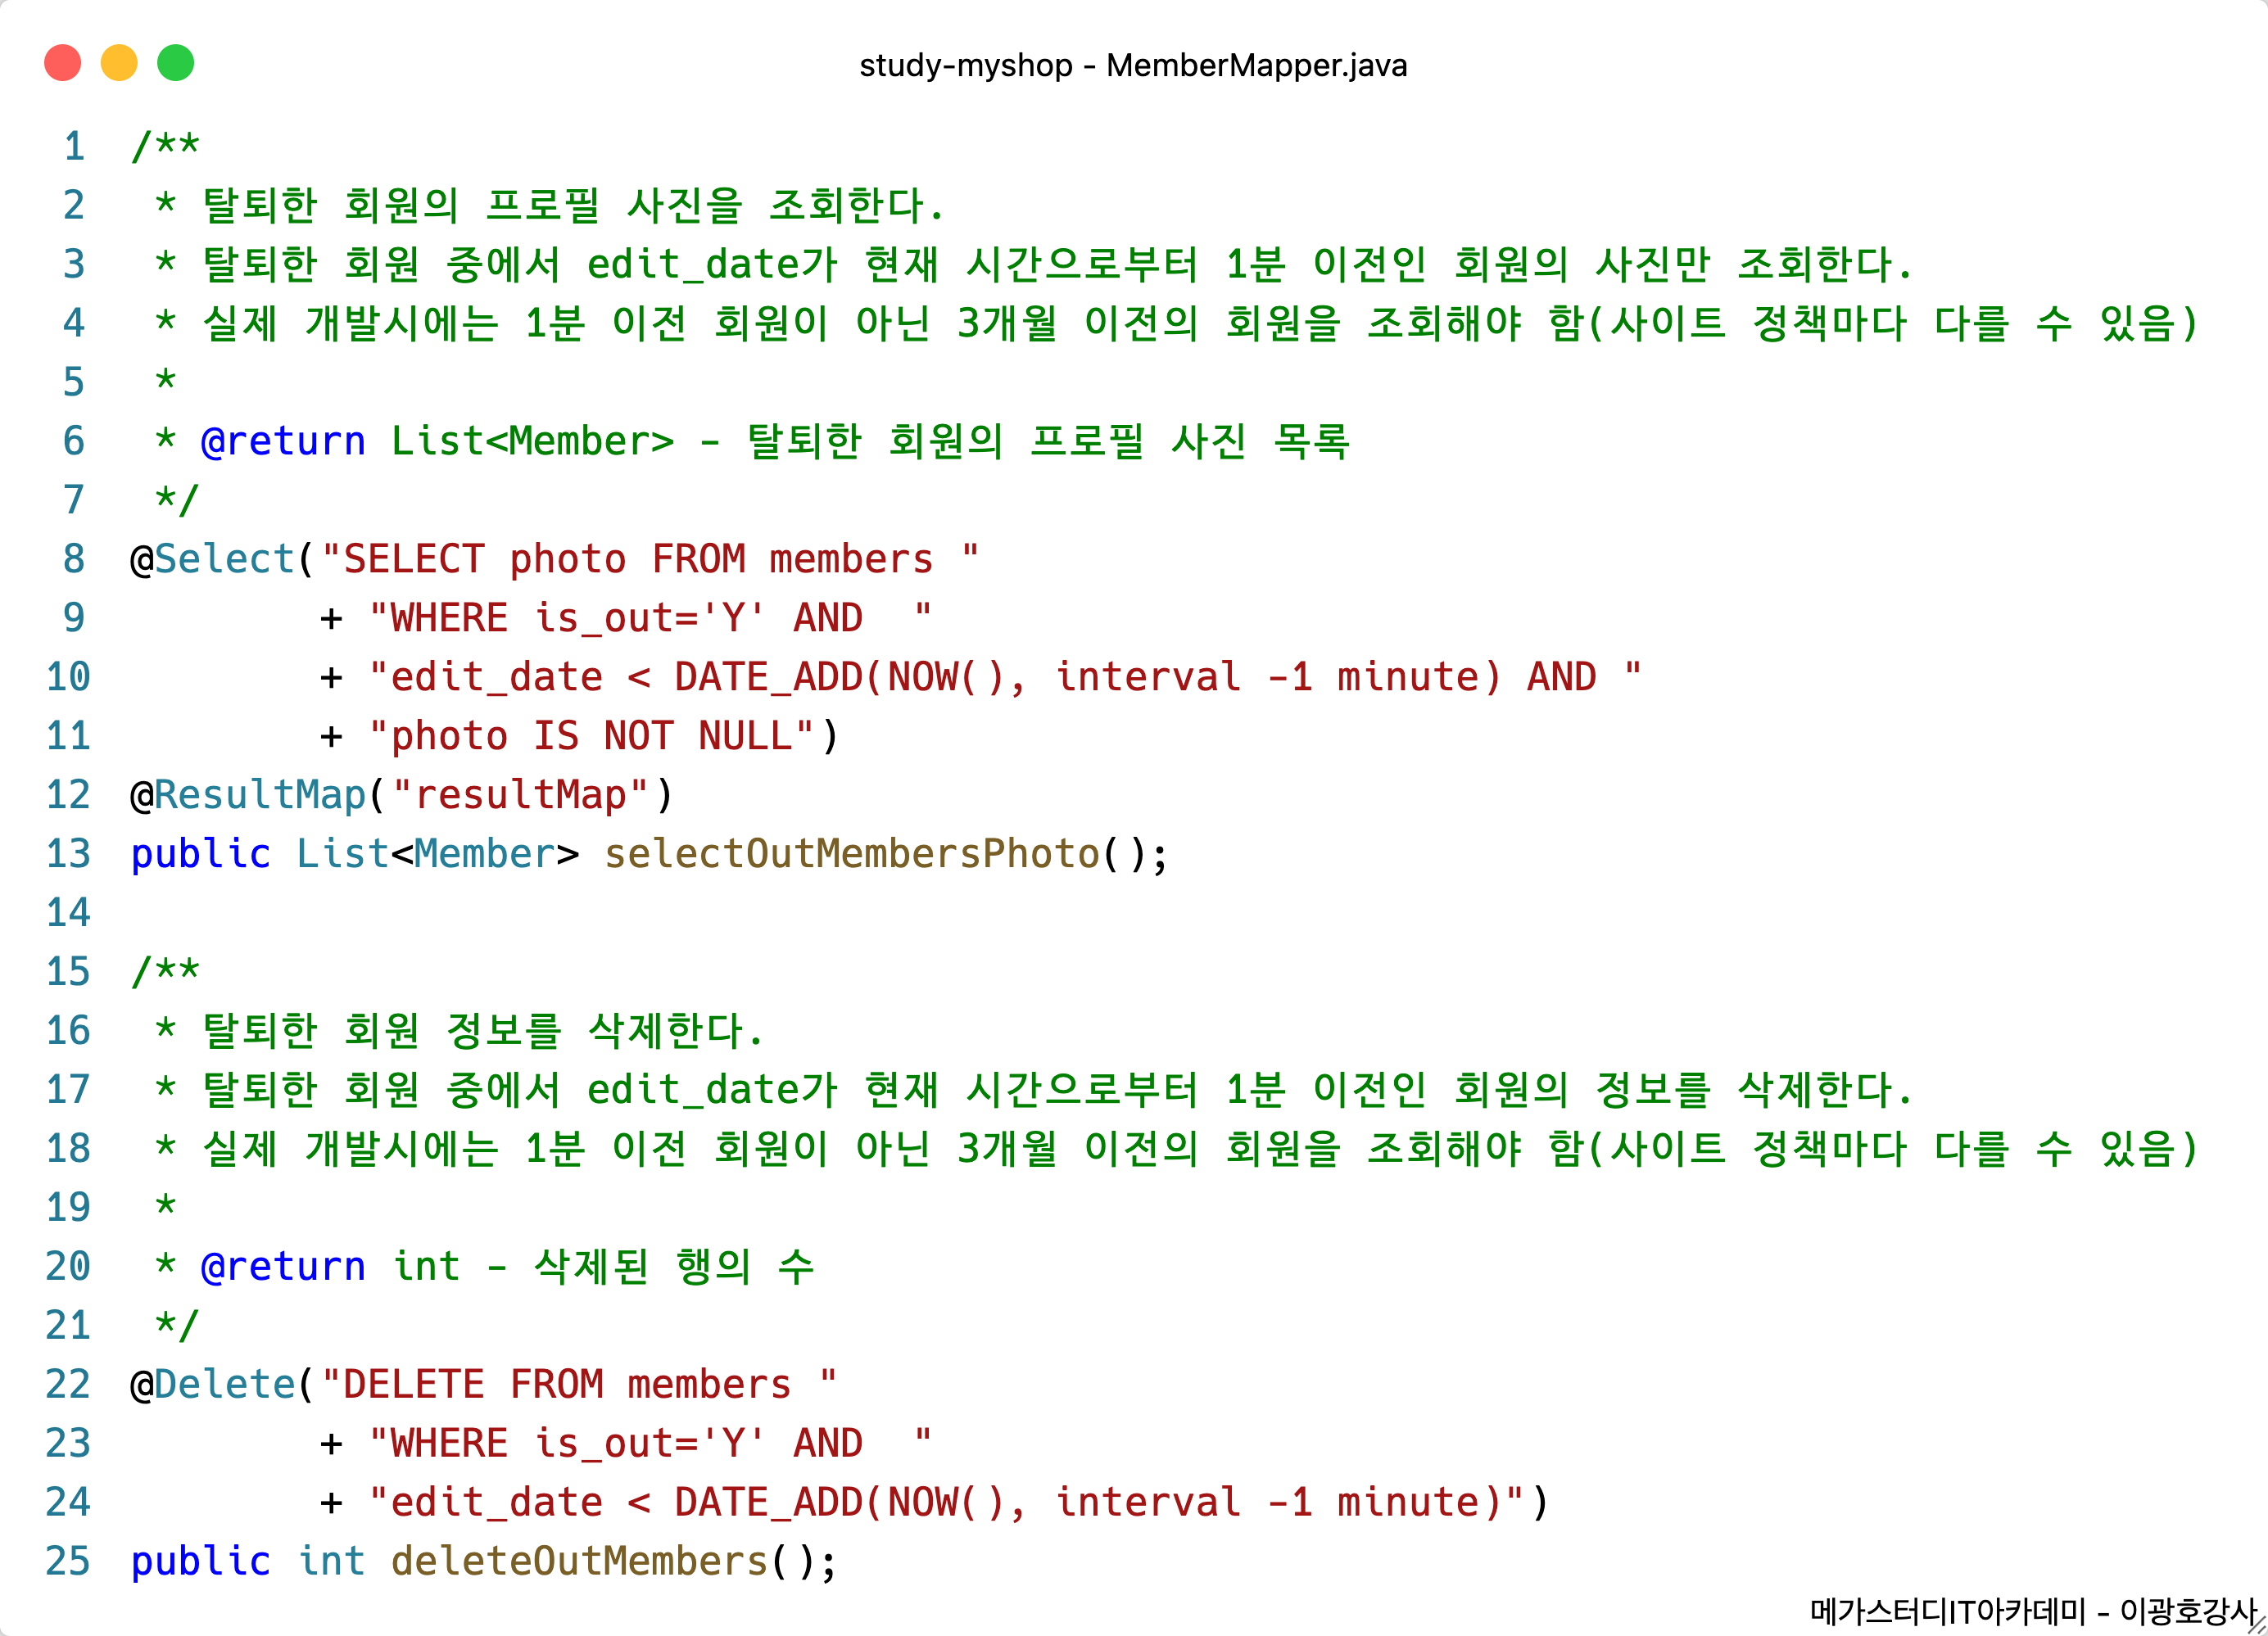 study-myshop - MemberMapper.java
1 /**
2  * 탈퇴한 회원의 프로필 사진을 조회한다.
3  * 탈퇴한 회원 중에서 edit_date가 현재 시간으로부터 1분 이전인 회원의 사진만 조회한다.
4  * 실제 개발시에는 1분 이전 회원이 아닌 3개월 이전의 회원을 조회해야 함(사이트 정책마다 다를 수 있음)
5  *
6  * @return List<Member> - 탈퇴한 회원의 프로필 사진 목록
7  */
8 @Select("SELECT photo FROM members "
9         + "WHERE is_out='Y' AND  "
10         + "edit_date < DATE_ADD(NOW(), interval -1 minute) AND "
11         + "photo IS NOT NULL")
12 @ResultMap("resultMap")
13 public List<Member> selectOutMembersPhoto();
14
15 /**
16  * 탈퇴한 회원 정보를 삭제한다.
17  * 탈퇴한 회원 중에서 edit_date가 현재 시간으로부터 1분 이전인 회원의 정보를 삭제한다.
18  * 실제 개발시에는 1분 이전 회원이 아닌 3개월 이전의 회원을 조회해야 함(사이트 정책마다 다를 수 있음)
19  *
20  * @return int - 삭제된 행의 수
21  */
22 @Delete("DELETE FROM members "
23         + "WHERE is_out='Y' AND  "
24         + "edit_date < DATE_ADD(NOW(), interval -1 minute)")
25 public int deleteOutMembers();
메가스터디IT아카데미 - 이광호강사